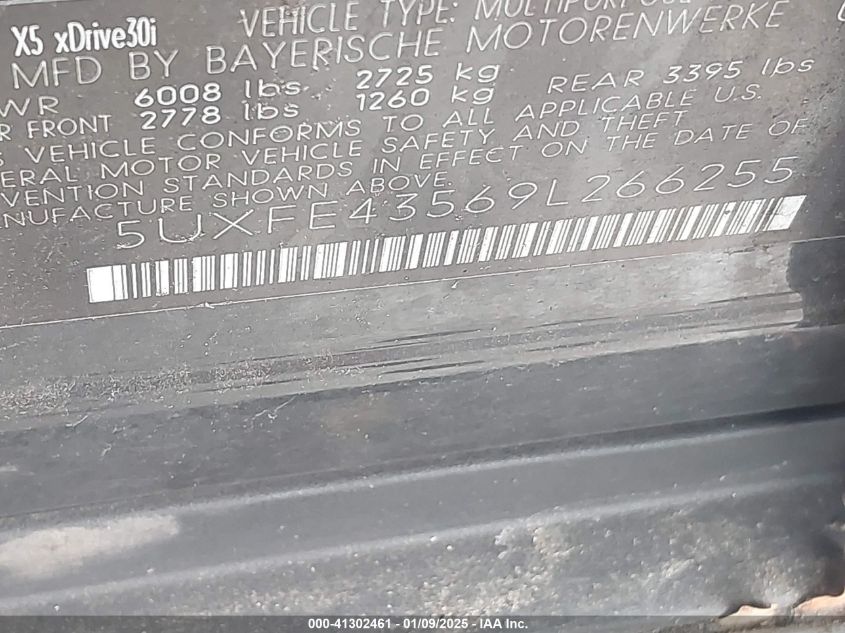 X5 xDrive30i VEHICLE TYPE:
MFD BY BAYERISCHE MOTORENWERKE
WR 6008 lbs 2725 kg
R FRONT 2778 lbs 1260 kg REAR 3395 lbs
S VEHICLE CONFORMS TO ALL APPLICABLE U.S.
ERAL MOTOR VEHICLE SAFETY AND THEFT
VENTION STANDARDS IN EFFECT ON THE DATE OF
NUFACTURE SHOWN ABOVE.
5UXFE43569L266255
000-41302461 - 01/09/2025 - IAA Inc.